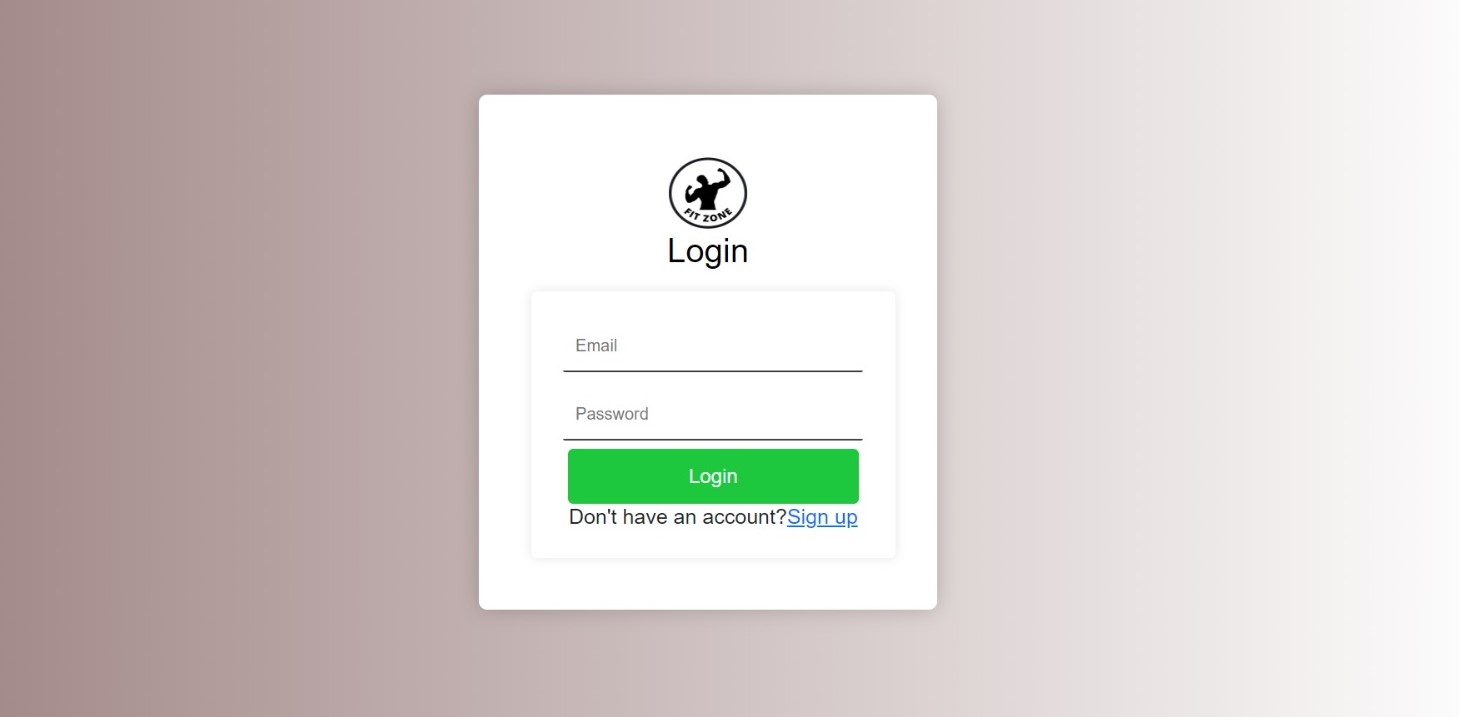 FIT ZONE
Login
Email
Password
Login
Don't have an account?Sign up